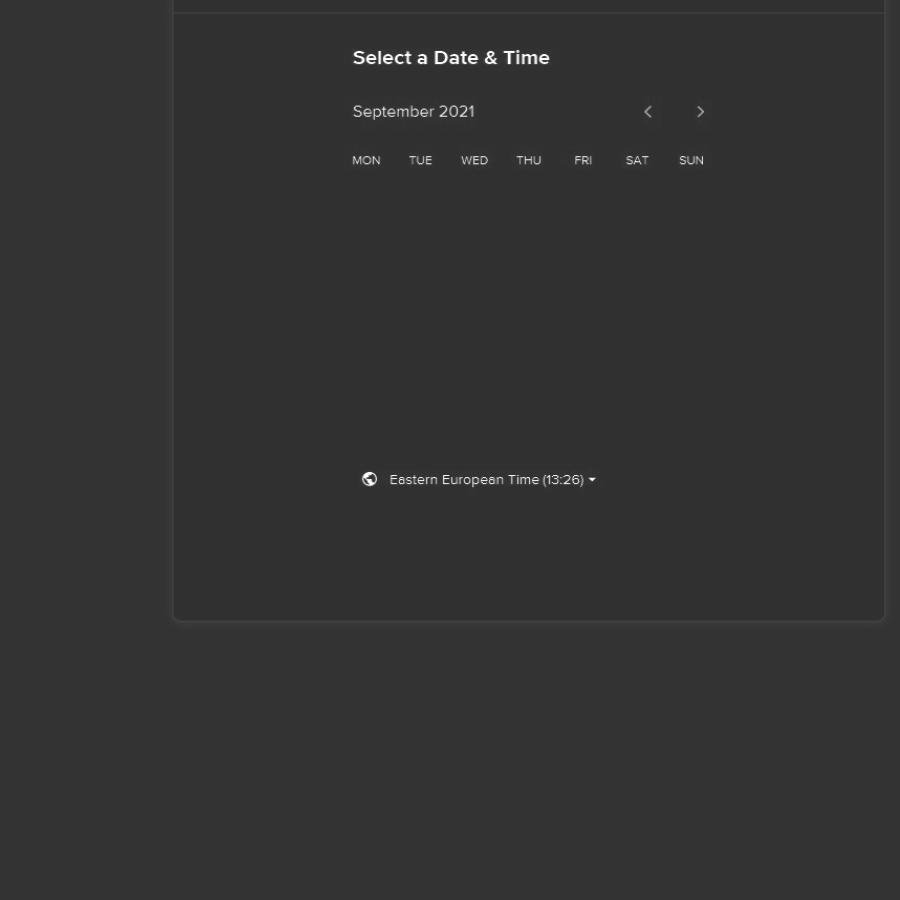 Select a Date & Time
September 2021
MON TUE WED THU FRI SAT SUN
Eastern European Time (13:26)